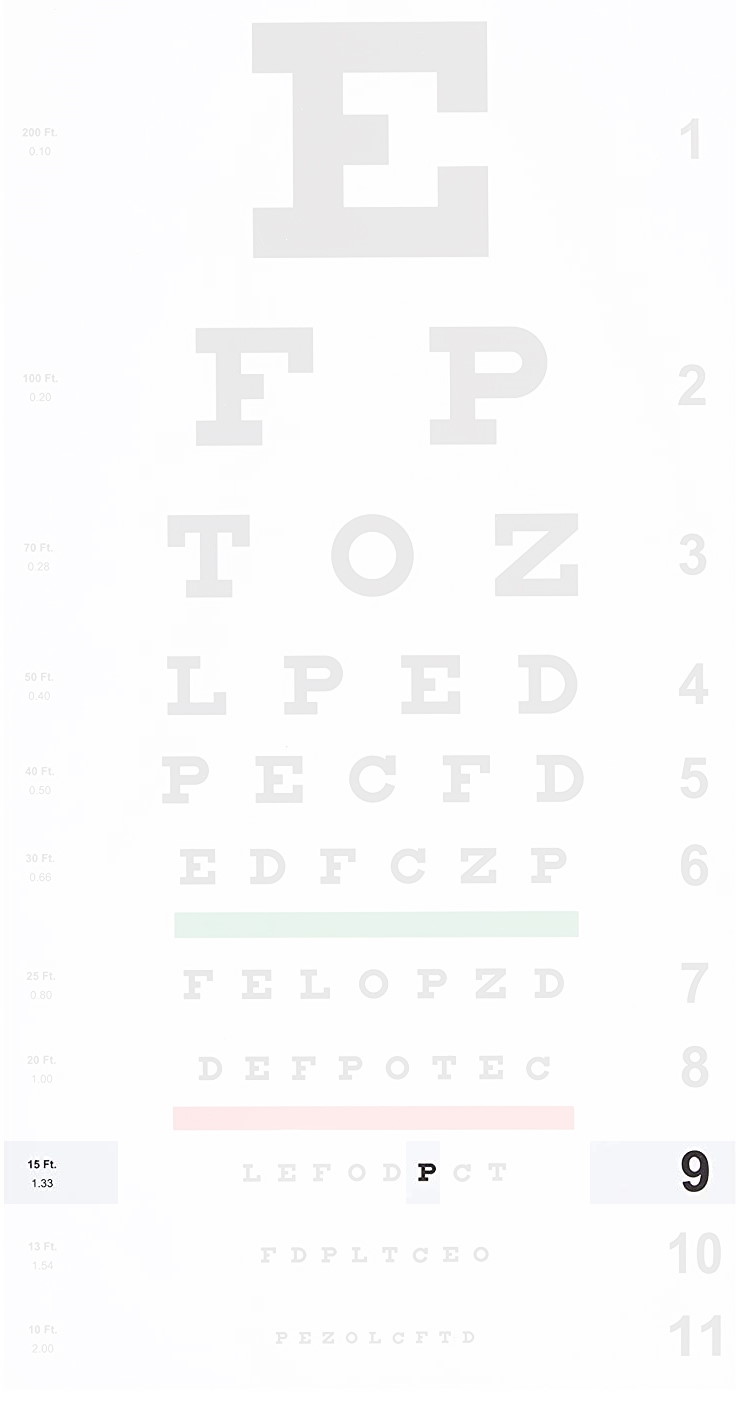 200 Ft.
0.10
E
1
100 Ft.
0.20
F P
2
70 Ft.
0.28
T O Z
3
50 Ft.
0.40
L P E D
4
40 Ft.
0.50
P E C F D
5
30 Ft.
0.66
E D F C Z P
6
25 Ft.
0.80
F E L O P Z D
7
20 Ft.
1.00
D E F P O T E C
8
15 Ft.
1.33
L E F O D P C T
9
13 Ft.
1.54
F D P L T C E O
10
10 Ft.
2.00
P E Z O L C F T D
11